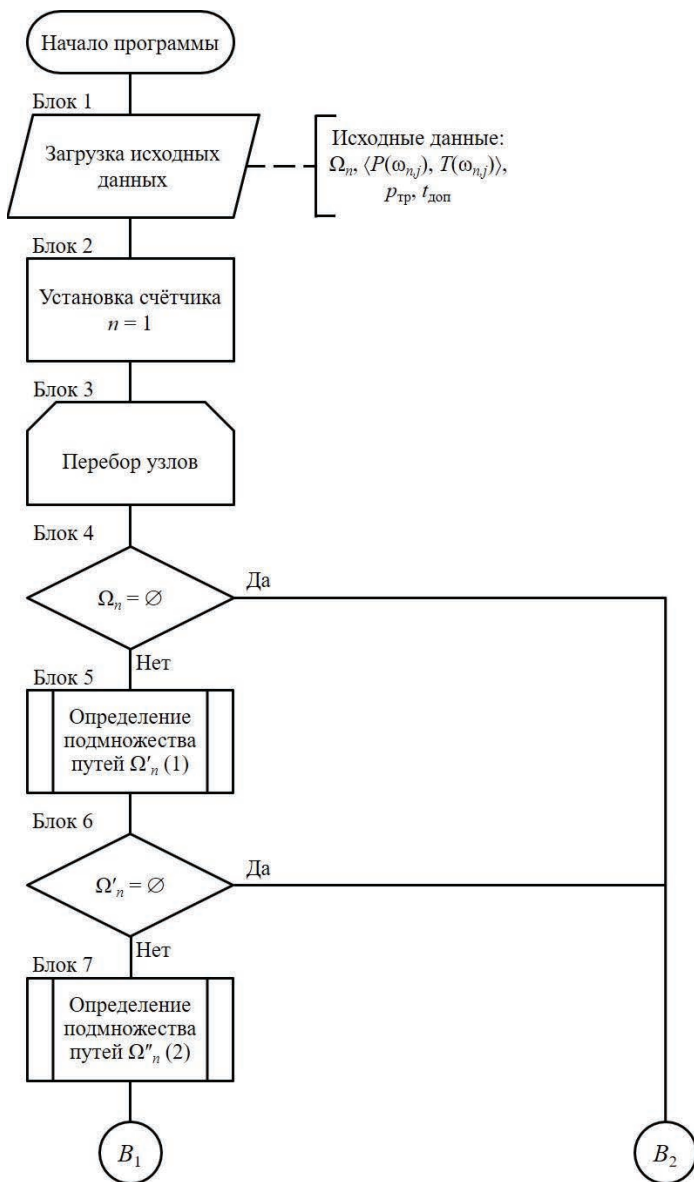 Начало программы
Блок 1
Загрузка исходных
данных
Исходные данные:
Ωₙ, ⟨P(ωₙ,ⱼ), T(ωₙ,ⱼ)⟩,
pтр, tдоп
Блок 2
Установка счётчика
n = 1
Блок 3
Перебор узлов
Блок 4
Ωₙ = ∅
Да
Нет
Блок 5
Определение
подмножества
путей Ω′ₙ (1)
Блок 6
Ω′ₙ = ∅
Да
Нет
Блок 7
Определение
подмножества
путей Ω″ₙ (2)
B₁
B₂